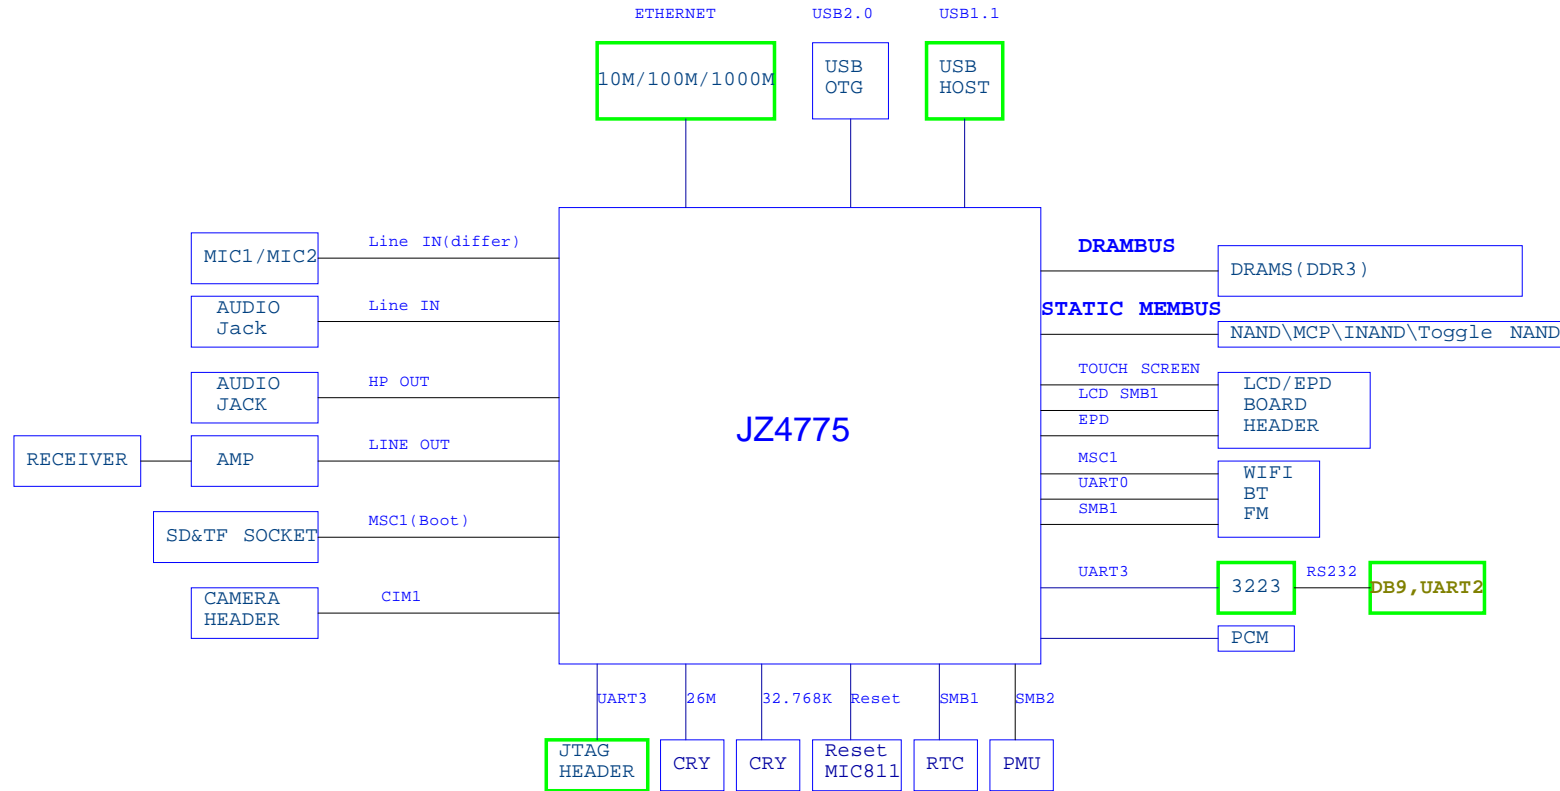 ETHERNET
USB2.0
USB1.1
10M/100M/1000M
USB
OTG
USB
HOST
MIC1/MIC2
Line IN(differ)
AUDIO
Jack
Line IN
AUDIO
JACK
HP OUT
RECEIVER
AMP
LINE OUT
SD&TF SOCKET
MSC1(Boot)
CAMERA
HEADER
CIM1
JZ4775
DRAMBUS
DRAMS(DDR3)
STATIC MEMBUS
NAND\MCP\INAND\Toggle NAND
TOUCH SCREEN
LCD SMB1
EPD
LCD/EPD
BOARD
HEADER
MSC1
UART0
SMB1
WIFI
BT
FM
UART3
3223
RS232
DB9,UART2
PCM
UART3
26M
32.768K
Reset
SMB1
SMB2
JTAG
HEADER
CRY
CRY
Reset
MIC811
RTC
PMU